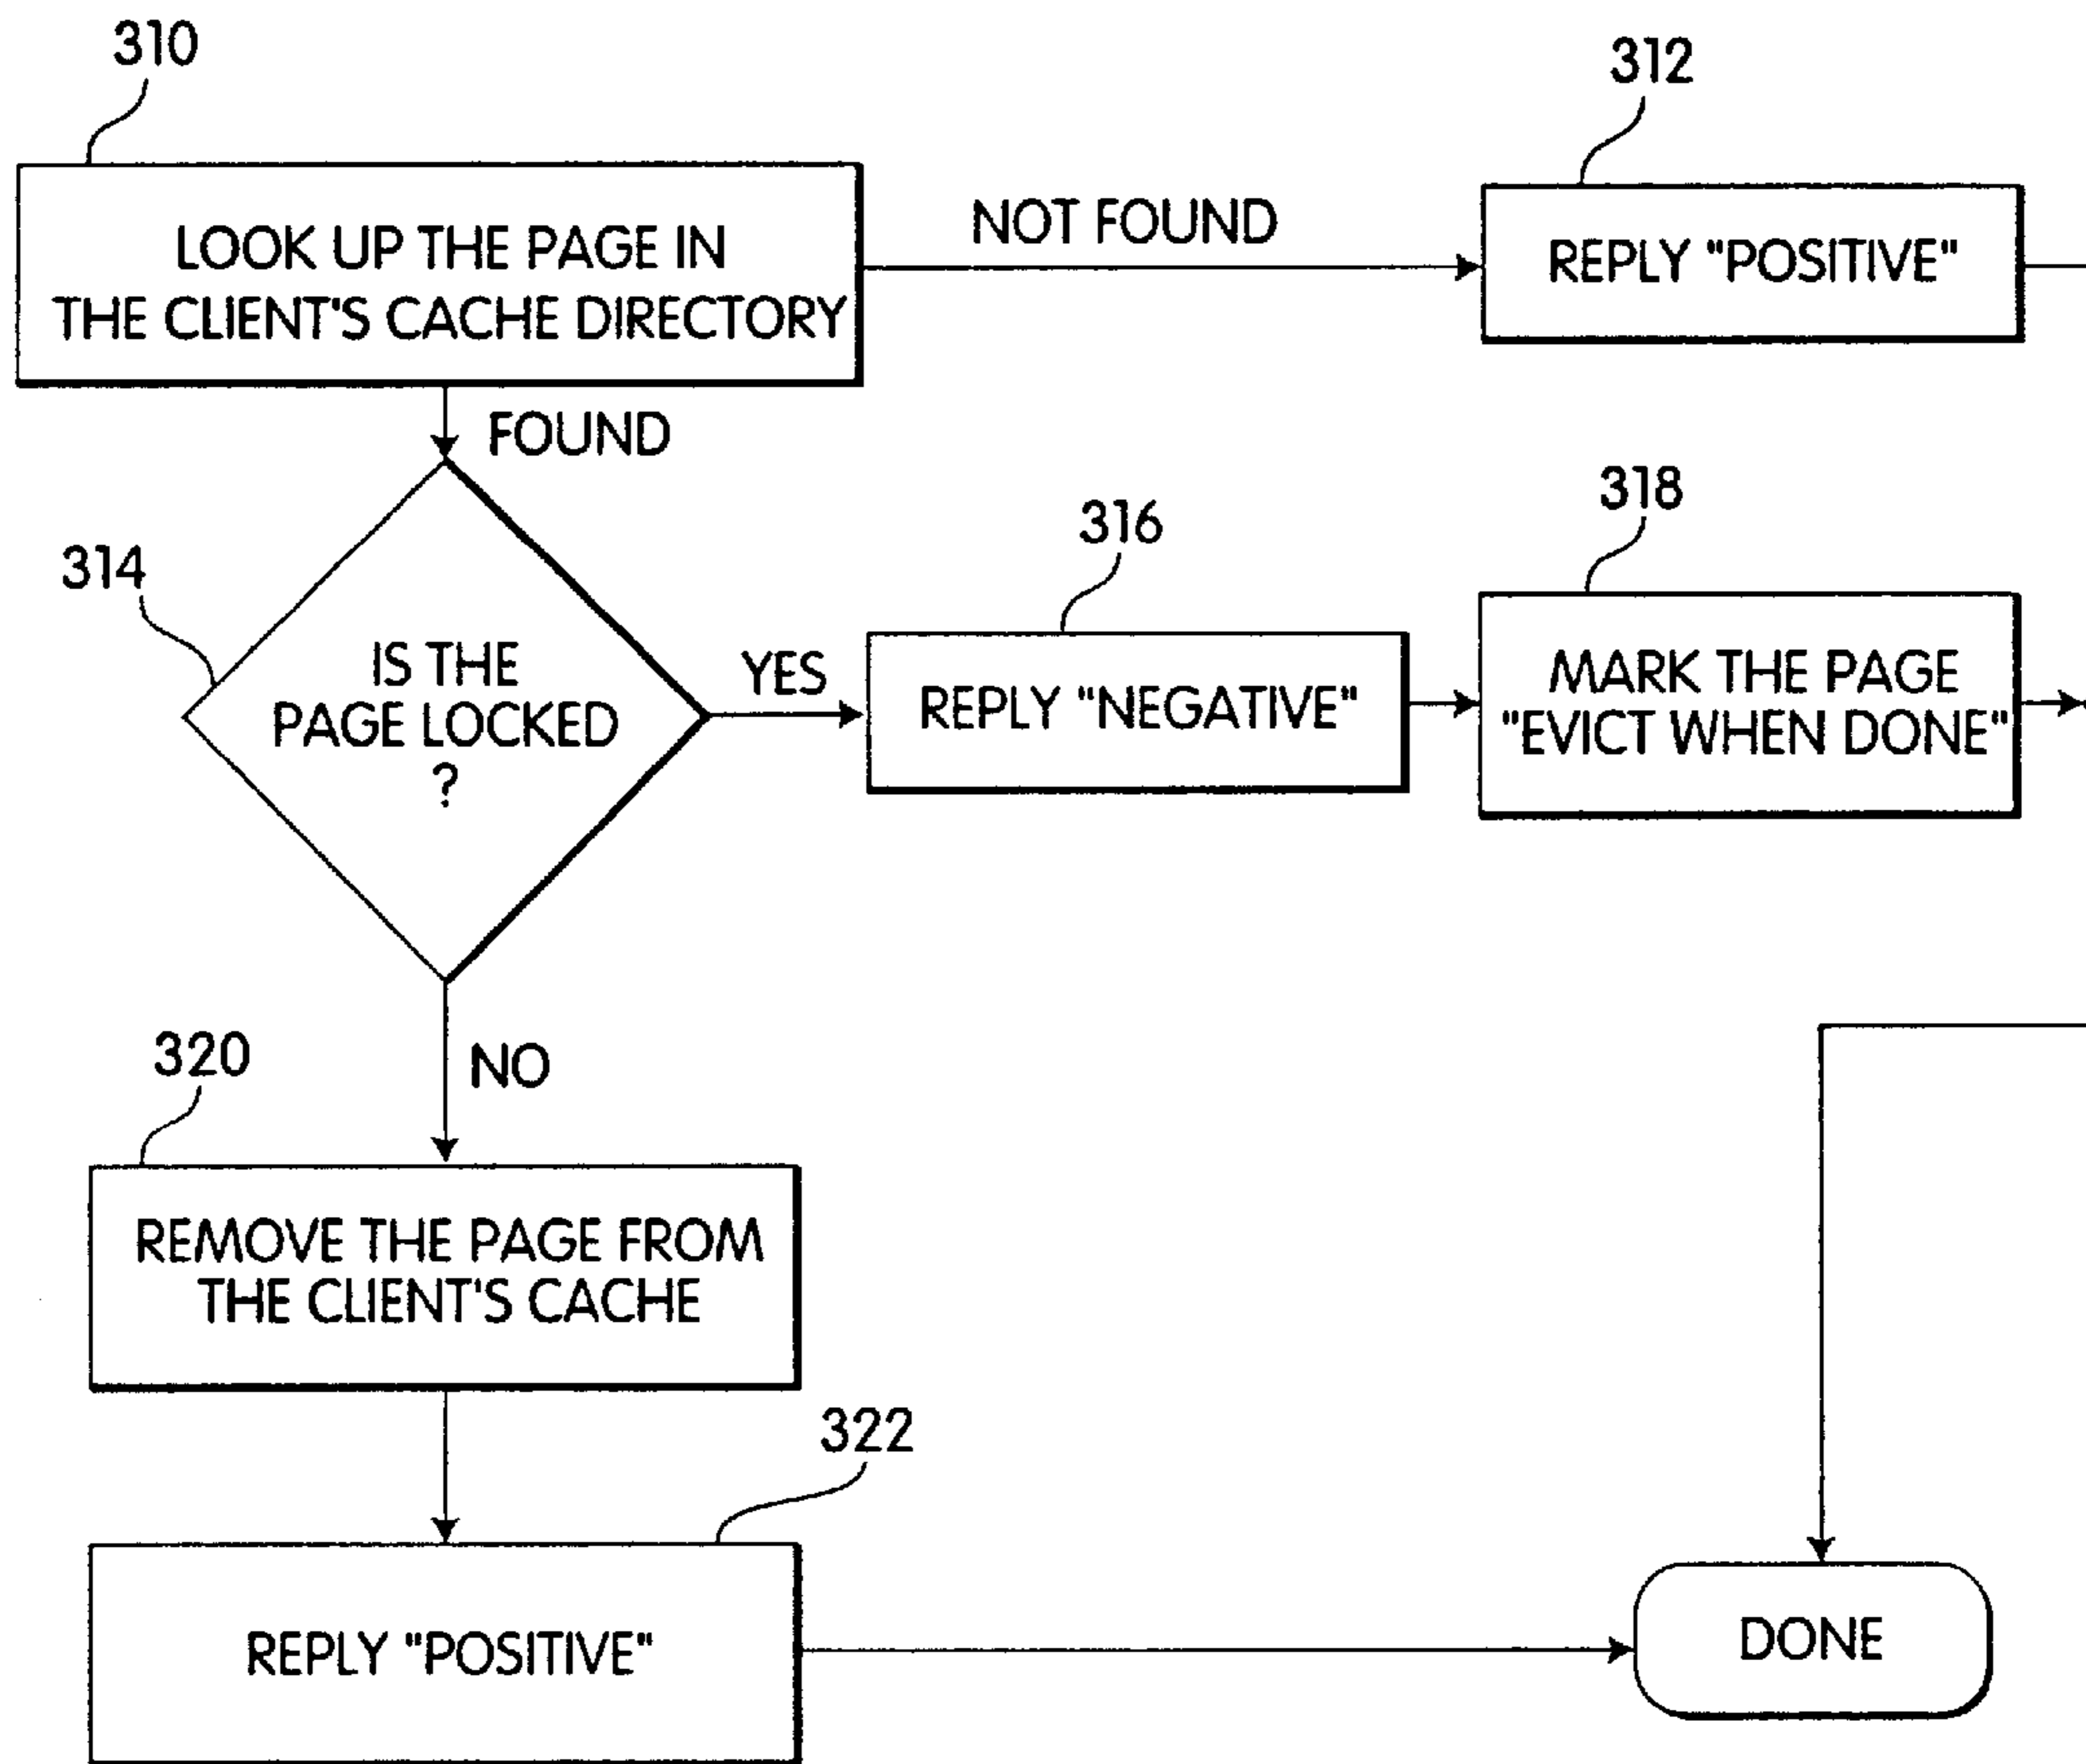 310
312
LOOK UP THE PAGE IN
THE CLIENT'S CACHE DIRECTORY
NOT FOUND
REPLY "POSITIVE"
FOUND
314
316
318
IS THE
PAGE LOCKED
?
YES
REPLY "NEGATIVE"
MARK THE PAGE
"EVICT WHEN DONE"
320
NO
REMOVE THE PAGE FROM
THE CLIENT'S CACHE
322
REPLY "POSITIVE"
DONE